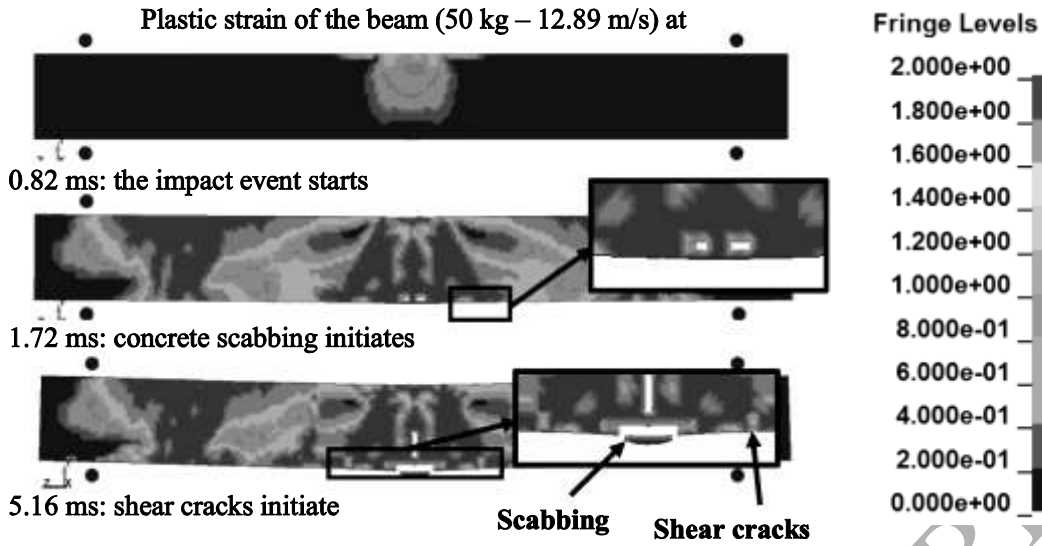 Plastic strain of the beam (50 kg – 12.89 m/s) at
0.82 ms: the impact event starts
1.72 ms: concrete scabbing initiates
5.16 ms: shear cracks initiate
Scabbing
Shear cracks
Fringe Levels
2.000e+00
1.800e+00
1.600e+00
1.400e+00
1.200e+00
1.000e+00
8.000e-01
6.000e-01
4.000e-01
2.000e-01
0.000e+00